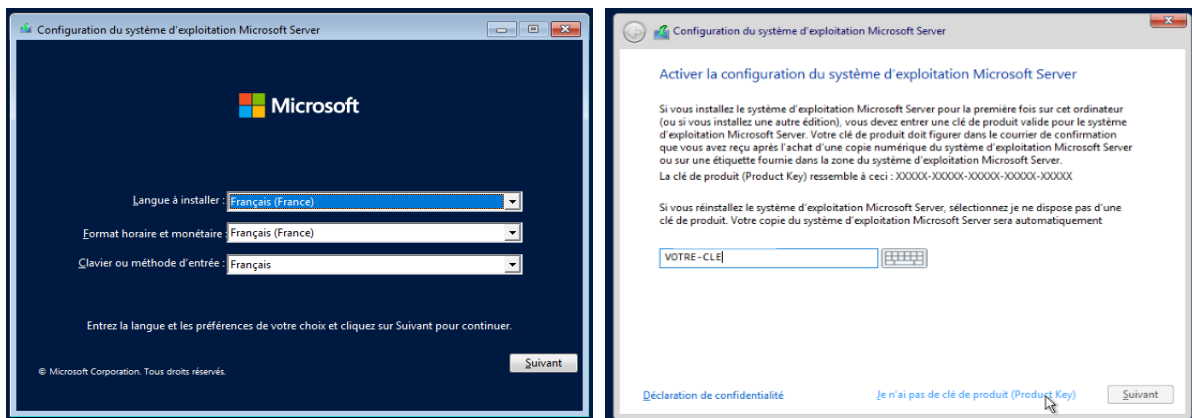 Configuration du système d'exploitation Microsoft Server
Microsoft
Langue à installer : Français (France)
Format horaire et monétaire : Français (France)
Clavier ou méthode d'entrée : Français
Entrez la langue et les préférences de votre choix et cliquez sur Suivant pour continuer.
Suivant
© Microsoft Corporation. Tous droits réservés.
Configuration du système d'exploitation Microsoft Server
Activer la configuration du système d'exploitation Microsoft Server
Si vous installez le système d'exploitation Microsoft Server pour la première fois sur cet ordinateur
(ou si vous installez une autre édition), vous devez entrer une clé de produit valide pour le système
d'exploitation Microsoft Server. Votre clé de produit doit figurer dans le courrier de confirmation
que vous avez reçu après l'achat d'une copie numérique du système d'exploitation Microsoft Server
ou sur une étiquette fournie dans la zone du système d'exploitation Microsoft Server.
La clé de produit (Product Key) ressemble à ceci : XXXXX-XXXXX-XXXXX-XXXXX-XXXXX
Si vous réinstallez le système d'exploitation Microsoft Server, sélectionnez je ne dispose pas d'une
clé de produit. Votre copie du système d'exploitation Microsoft Server sera automatiquement
VOTRE-CLE
Déclaration de confidentialité
Je n'ai pas de clé de produit (Product Key)
Suivant